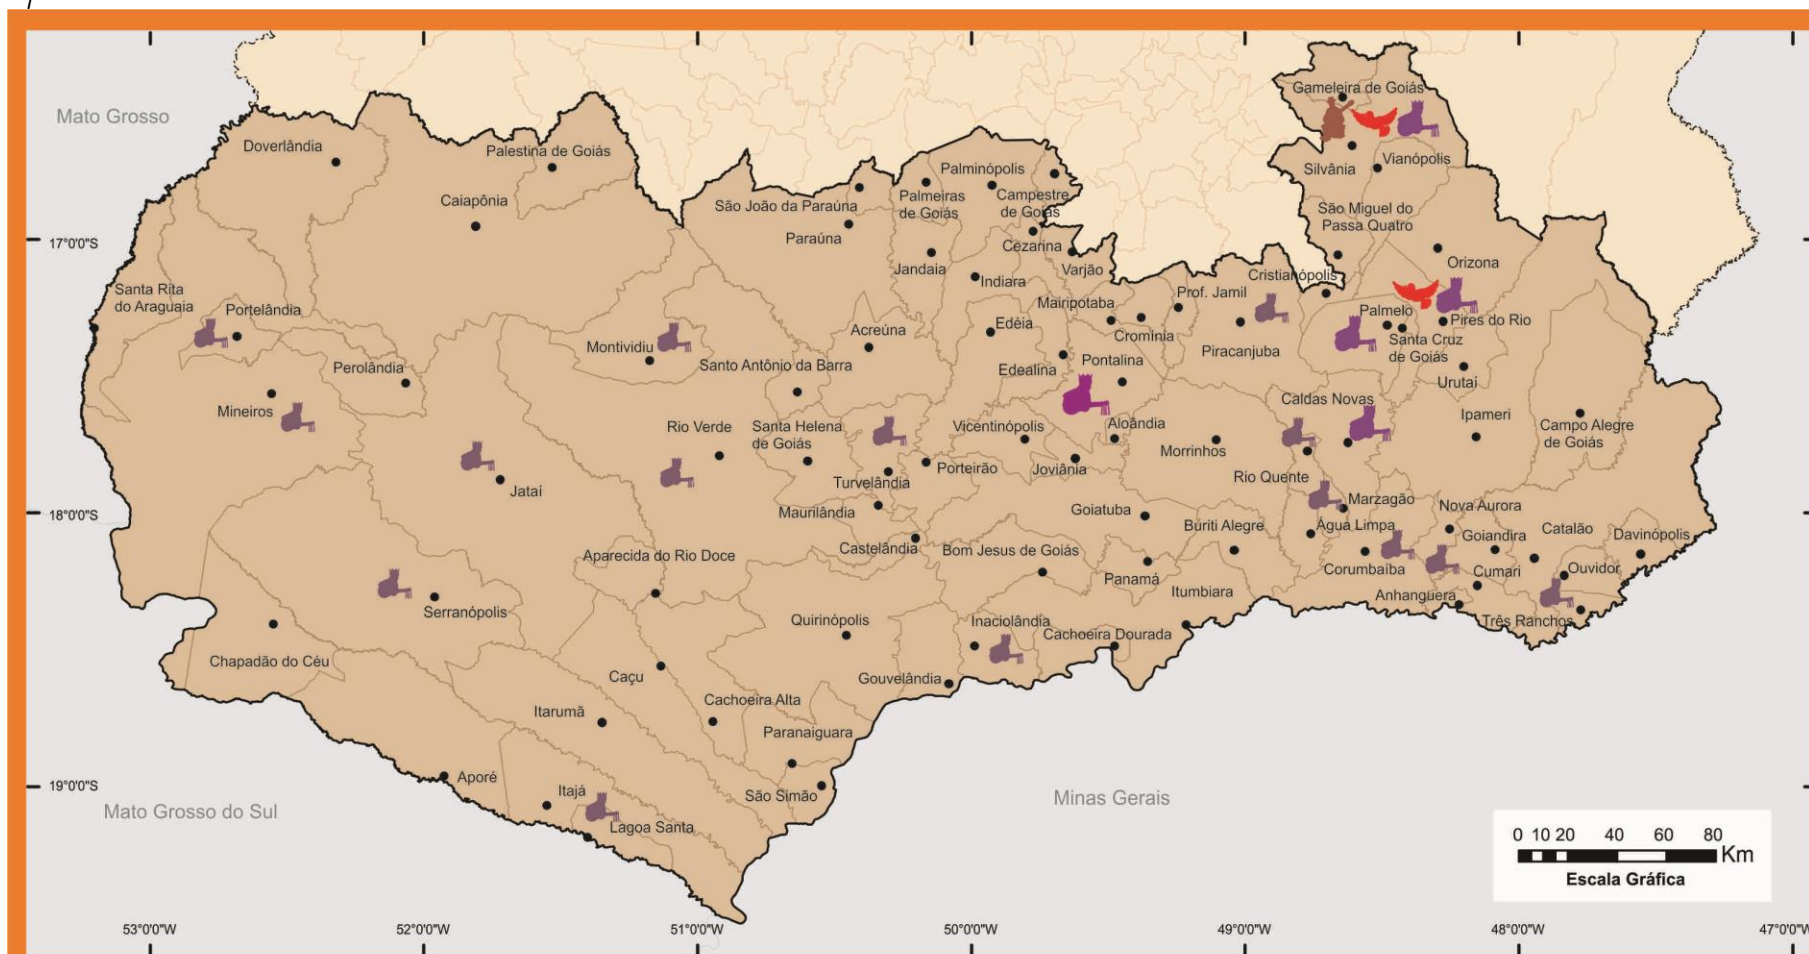 Mato Grosso
Gameleira de Goiás
Doverlândia
Palestina de Goiás
Palminópolis
Silvânia
Vianópolis
Caiapônia
São João da Paraúna
Palmeiras
de Goiás
Campestre
de Goiás
São Miguel do
Passa Quatro
Paraúna
17°0'0"S
Cezarina
Orizona
Jandaia
Indiara
Varjão
Cristianópolis
Santa Rita
do Araguaia
Portelândia
Mairipotaba
Prof. Jamil
Montividiu
Acreúna
Edéia
Cromínia
Piracanjuba
Palmelo
Pires do Rio
Santa Cruz
de Goiás
Perolândia
Santo Antônio da Barra
Edealina
Pontalina
Urutaí
Mineiros
Caldas Novas
Ipameri
Campo Alegre
de Goiás
Rio Verde
Santa Helena
de Goiás
Vicentinópolis
Aloândia
Morrinhos
Jataí
Turvelândia
Porteirão
Joviânia
Rio Quente
Maurilândia
Goiatuba
Marzagão
Nova Aurora
18°0'0"S
Buriti Alegre
Água Limpa
Goiandira
Catalão
Davinópolis
Aparecida do Rio Doce
Castelândia
Bom Jesus de Goiás
Panamá
Corumbaíba
Cumari
Ouvidor
Serranópolis
Itumbiara
Anhanguera
Três Ranchos
Quirinópolis
Inaciolândia
Cachoeira Dourada
Chapadão do Céu
Caçu
Gouvelândia
Itarumã
Cachoeira Alta
Paranaiguara
Aporé
19°0'0"S
Itajá
São Simão
Mato Grosso do Sul
Minas Gerais
Lagoa Santa
0 10 20 40 60 80
Km
Escala Gráfica
53°0'0"W 52°0'0"W 51°0'0"W 50°0'0"W 49°0'0"W 48°0'0"W 47°0'0"W